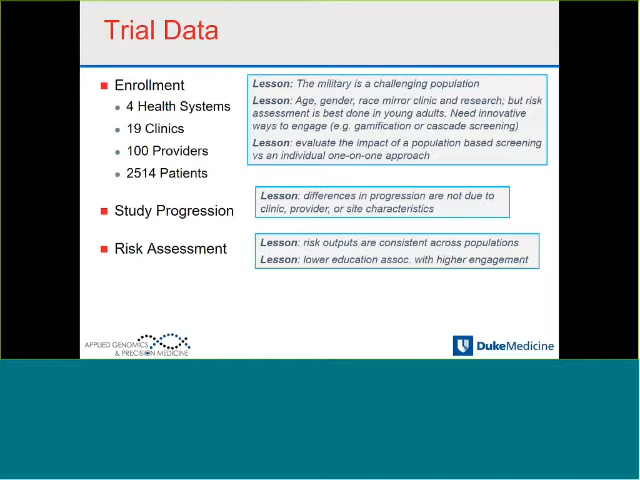 Trial Data
Enrollment
4 Health Systems
19 Clinics
100 Providers
2514 Patients
Lesson: The military is a challenging population
Lesson: Age, gender, race mirror clinic and research; but risk
assessment is best done in young adults. Need innovative
ways to engage (e.g. gamification or cascade screening)
Lesson: evaluate the impact of a population based screening
vs an individual one-on-one approach
Study Progression
Lesson: differences in progression are not due to
clinic, provider, or site characteristics
Risk Assessment
Lesson: risk outputs are consistent across populations
Lesson: lower education assoc. with higher engagement
APPLIED GENOMICS
& PRECISION MEDICINE
DukeMedicine